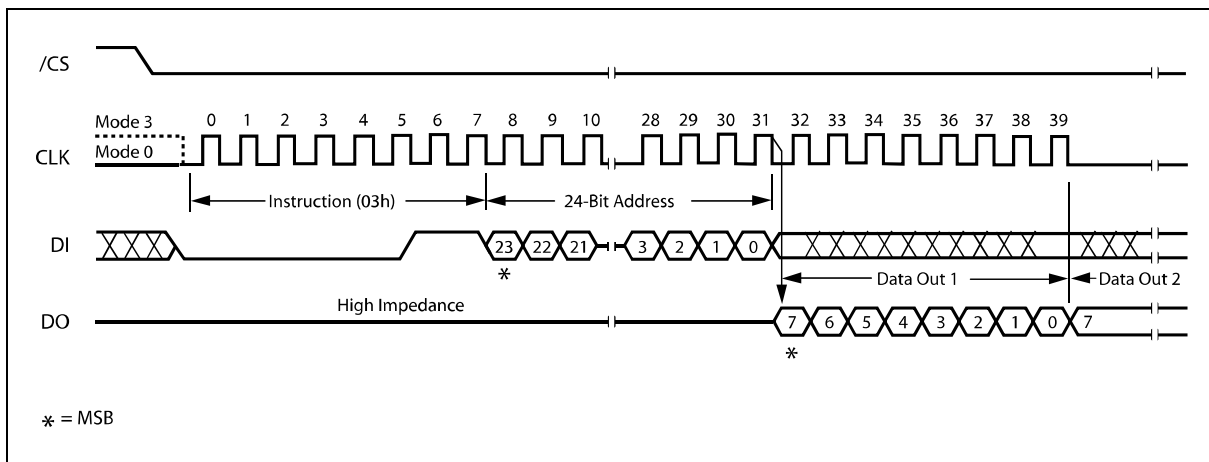 /CS
Mode 3
0 1 2 3 4 5 6 7 8 9 10 28 29 30 31 32 33 34 35 36 37 38 39
CLK
Mode 0
Instruction (03h) 24-Bit Address
DI
23 22 21 3 2 1 0
*
Data Out 1 Data Out 2
High Impedance
DO
7 6 5 4 3 2 1 0 7
*
* = MSB